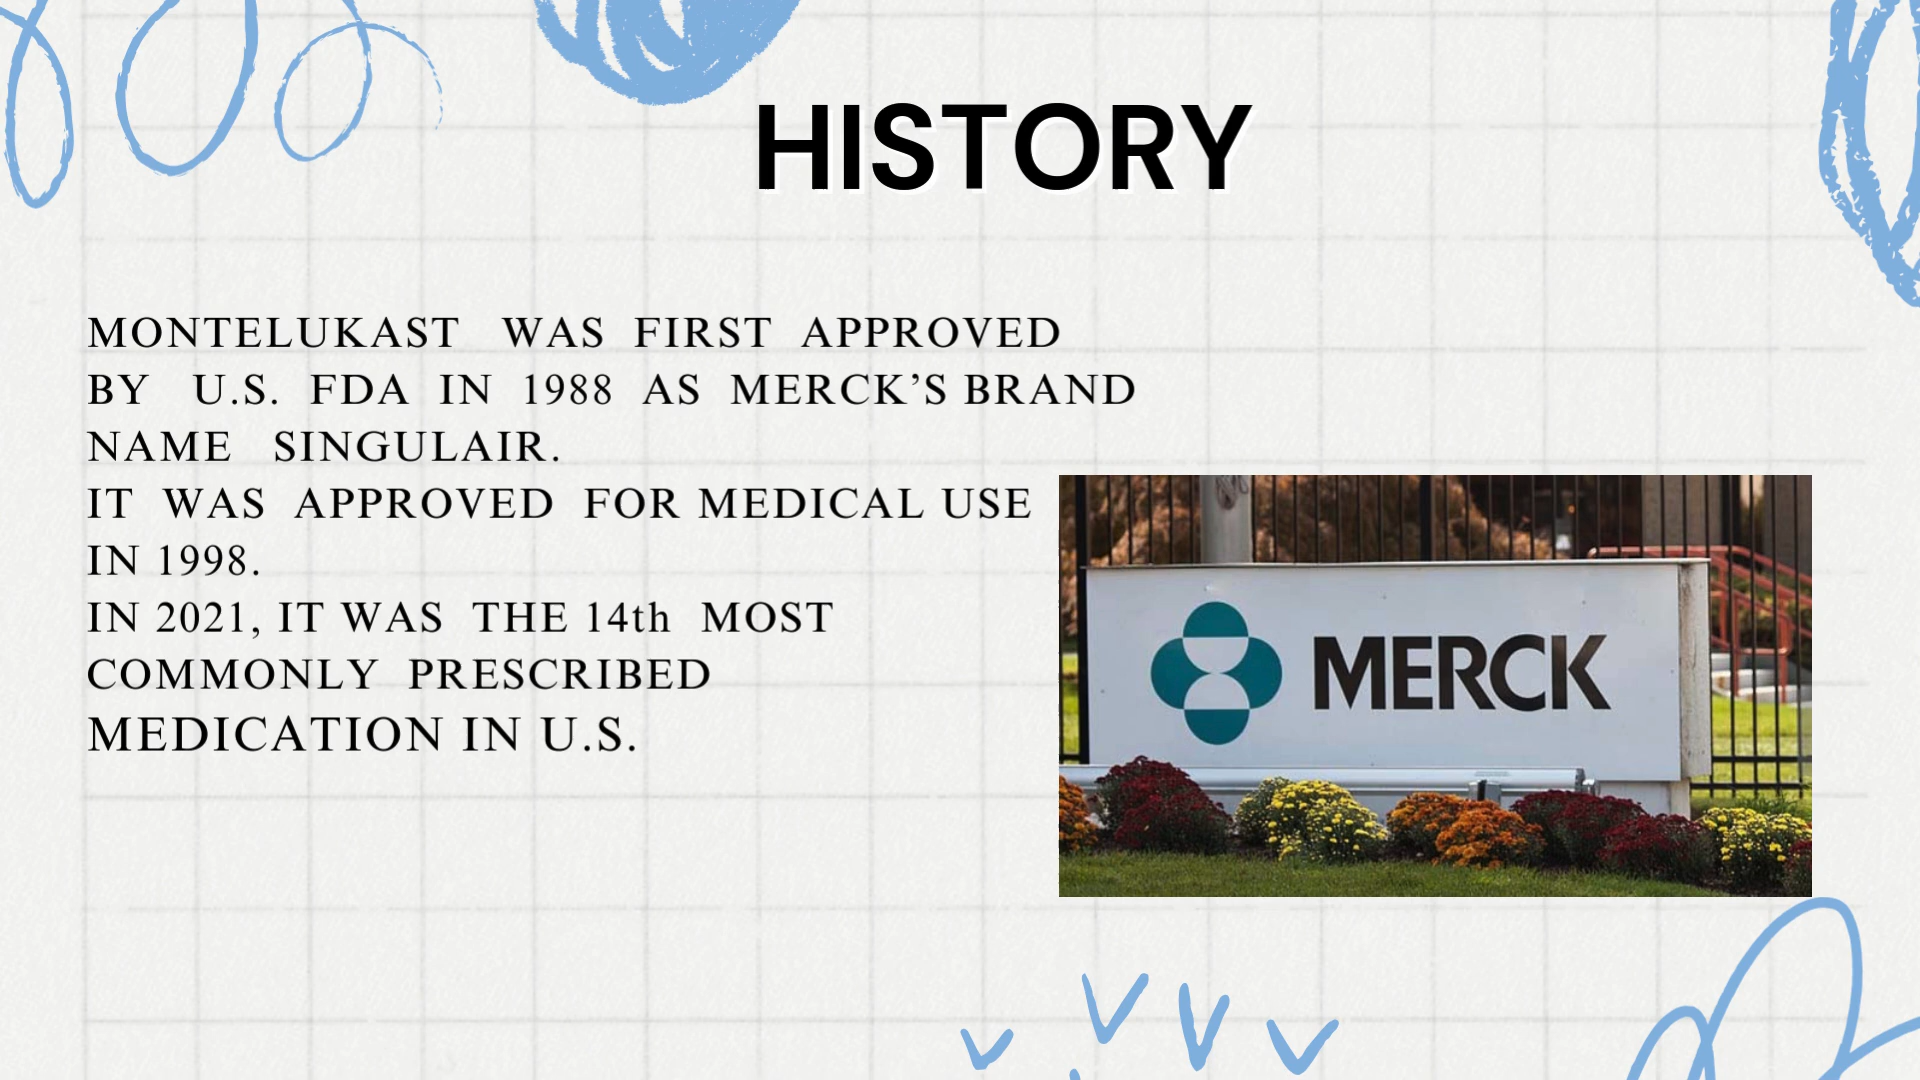 HISTORY
MONTELUKAST WAS FIRST APPROVED
BY U.S. FDA IN 1988 AS MERCK’S BRAND
NAME SINGULAIR.
IT WAS APPROVED FOR MEDICAL USE
IN 1998.
IN 2021, IT WAS THE 14th MOST
COMMONLY PRESCRIBED
MEDICATION IN U.S.
MERCK